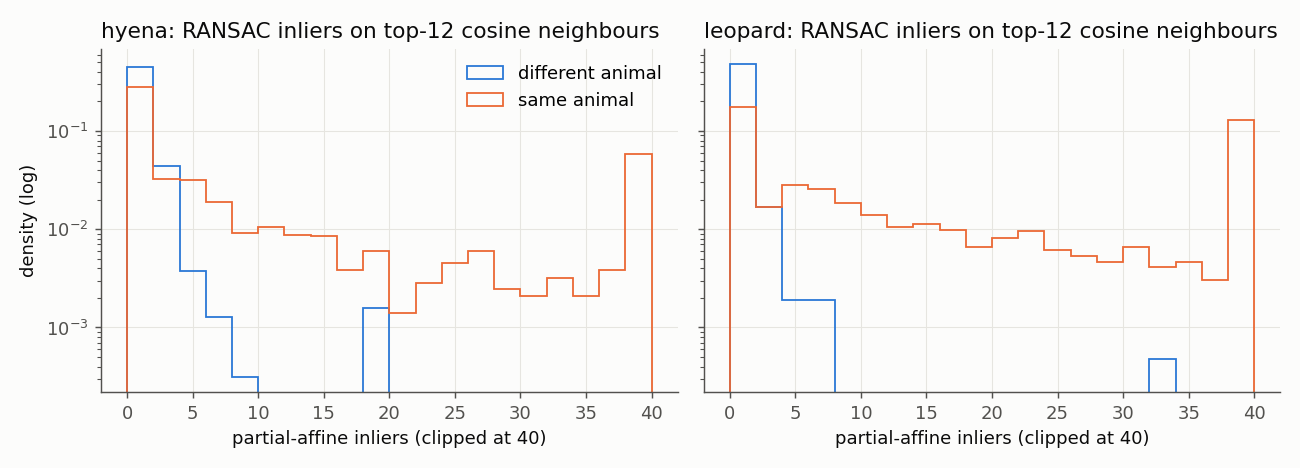 hyena: RANSAC inliers on top-12 cosine neighbours
leopard: RANSAC inliers on top-12 cosine neighbours
different animal
same animal
density (log)
10⁻¹
10⁻²
10⁻³
0 5 10 15 20 25 30 35 40
0 5 10 15 20 25 30 35 40
partial-affine inliers (clipped at 40)
partial-affine inliers (clipped at 40)